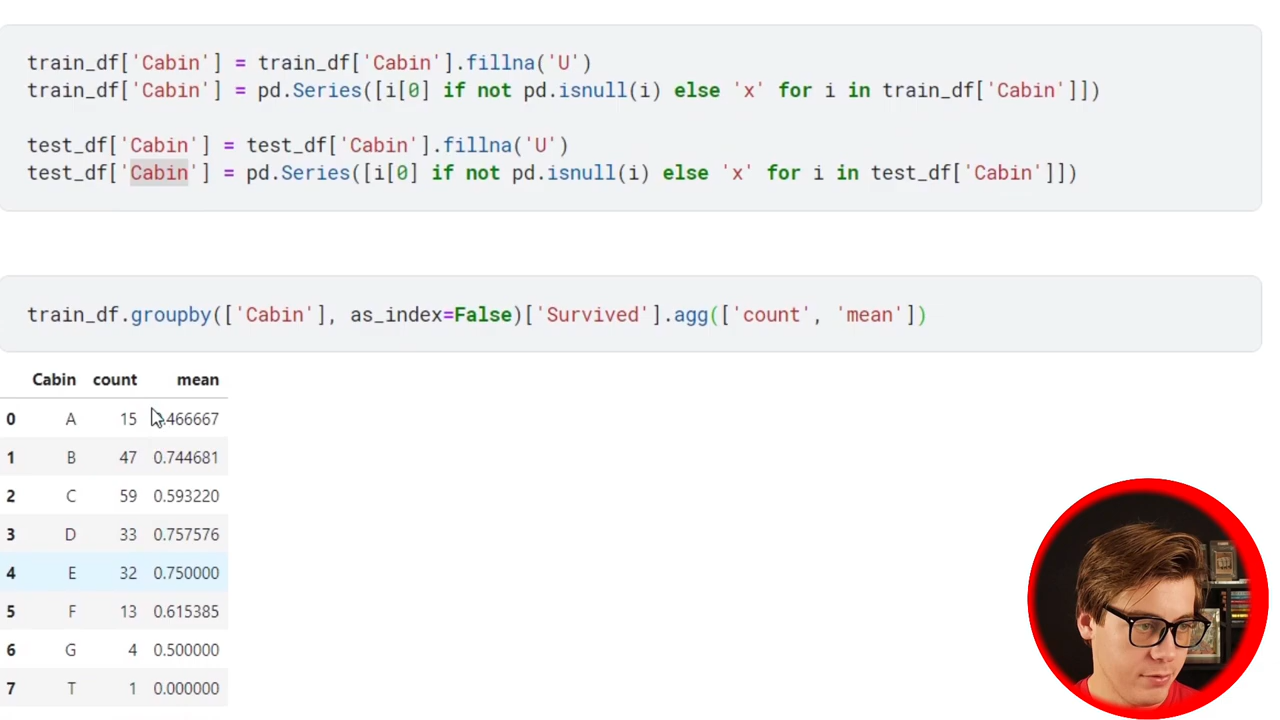 train_df['Cabin'] = train_df['Cabin'].fillna('U')
train_df['Cabin'] = pd.Series([i[0] if not pd.isnull(i) else 'x' for i in train_df['Cabin']])
test_df['Cabin'] = test_df['Cabin'].fillna('U')
test_df['Cabin'] = pd.Series([i[0] if not pd.isnull(i) else 'x' for i in test_df['Cabin']])
train_df.groupby(['Cabin'], as_index=False)['Survived'].agg(['count', 'mean'])
Cabin count mean
0 A 15 .466667
1 B 47 0.744681
2 C 59 0.593220
3 D 33 0.757576
4 E 32 0.750000
5 F 13 0.615385
6 G 4 0.500000
7 T 1 0.000000